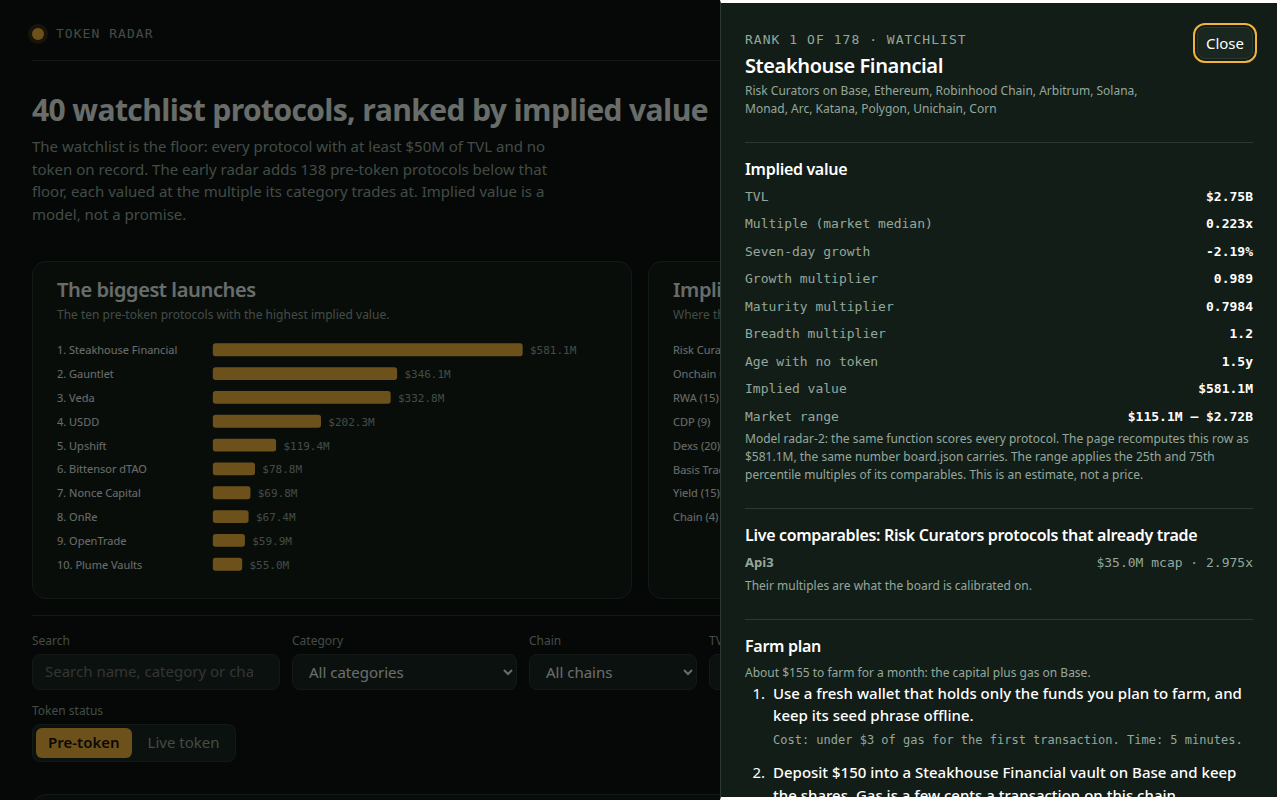 TOKEN RADAR
40 watchlist protocols, ranked by implied value
The watchlist is the floor: every protocol with at least $50M of TVL and no
token on record. The early radar adds 138 pre-token protocols below that
floor, each valued at the multiple its category trades at. Implied value is a
model, not a promise.
The biggest launches
The ten pre-token protocols with the highest implied value.
1. Steakhouse Financial $581.1M
2. Gauntlet $346.1M
3. Veda $332.8M
4. USDD $202.3M
5. Upshift $119.4M
6. Bittensor dTAO $78.8M
7. Nonce Capital $69.8M
8. OnRe $67.4M
9. OpenTrade $59.9M
10. Plume Vaults $55.0M
Impli
Where th
Risk Cura
Onchain
RWA (15)
CDP (9)
Dexs (20)
Basis Trad
Yield (15)
Chain (4)
Search
Category
Chain
TV
Search name, category or cha
All categories
All chains
Token status
Pre-token
Live token
RANK 1 OF 178 · WATCHLIST
Close
Steakhouse Financial
Risk Curators on Base, Ethereum, Robinhood Chain, Arbitrum, Solana,
Monad, Arc, Katana, Polygon, Unichain, Corn
Implied value
TVL $2.75B
Multiple (market median) 0.223x
Seven-day growth -2.19%
Growth multiplier 0.989
Maturity multiplier 0.7984
Breadth multiplier 1.2
Age with no token 1.5y
Implied value $581.1M
Market range $115.1M — $2.72B
Model radar-2: the same function scores every protocol. The page recomputes this row as
$581.1M, the same number board.json carries. The range applies the 25th and 75th
percentile multiples of its comparables. This is an estimate, not a price.
Live comparables: Risk Curators protocols that already trade
Api3 $35.0M mcap · 2.975x
Their multiples are what the board is calibrated on.
Farm plan
About $155 to farm for a month: the capital plus gas on Base.
1. Use a fresh wallet that holds only the funds you plan to farm, and
keep its seed phrase offline.
Cost: under $3 of gas for the first transaction. Time: 5 minutes.
2. Deposit $150 into a Steakhouse Financial vault on Base and keep
the shares. Gas is a few cents a transaction on this chain.